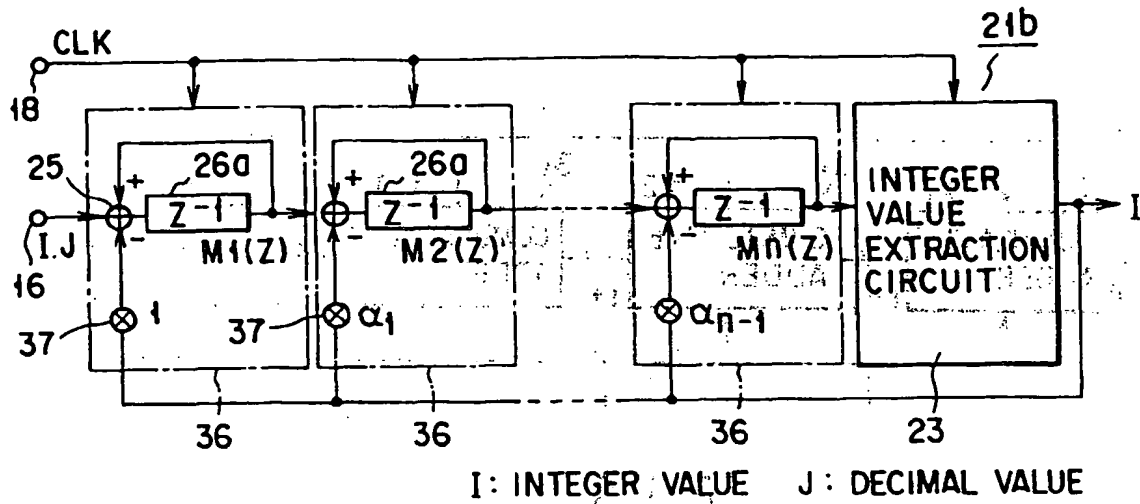 CLK
21b
18
25
26a
26a
+
+
+
Z⁻¹
Z⁻¹
Z⁻¹
-
-
-
I.J
16
M1(Z)
M2(Z)
Mn(Z)
INTEGER
VALUE
EXTRACTION
CIRCUIT
I
37
1
37
α₁
αₙ₋₁
36
36
36
23
I: INTEGER VALUE J: DECIMAL VALUE